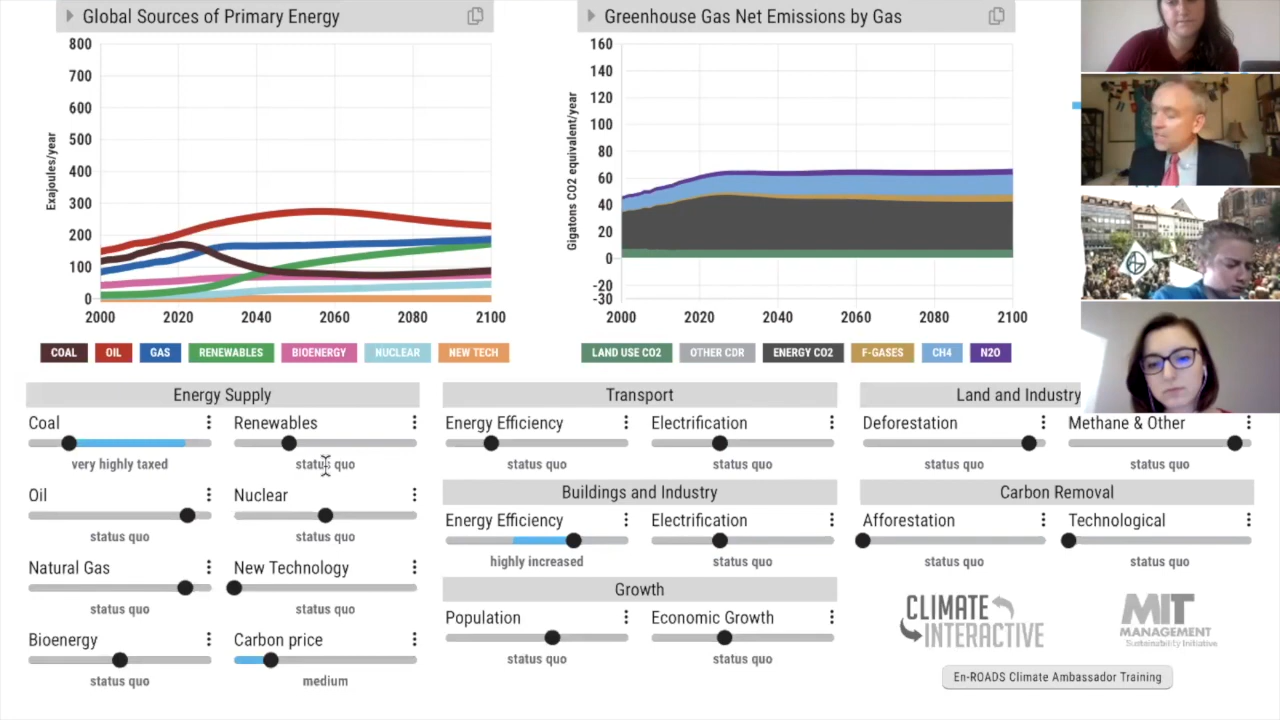 Global Sources of Primary Energy
Greenhouse Gas Net Emissions by Gas
Exajoules/year
800
700
600
500
400
300
200
100
0
2000 2020 2040 2060 2080 2100
Gigatons CO2 equivalent/year
160
140
120
100
80
60
40
20
0
-20
-30
2000 2020 2040 2060 2080 2100
COAL OIL GAS RENEWABLES BIOENERGY NUCLEAR NEW TECH
LAND USE CO2 OTHER CDR ENERGY CO2 F-GASES CH4 N2O
Energy Supply
Coal
very highly taxed
Renewables
status quo
Oil
status quo
Nuclear
status quo
Natural Gas
status quo
New Technology
status quo
Bioenergy
status quo
Carbon price
medium
Transport
Energy Efficiency
status quo
Electrification
status quo
Buildings and Industry
Energy Efficiency
highly increased
Electrification
status quo
Growth
Population
status quo
Economic Growth
status quo
Land and Industry
Deforestation
status quo
Methane & Other
status quo
Carbon Removal
Afforestation
status quo
Technological
status quo
CLIMATE
INTERACTIVE
MIT
MANAGEMENT
Sustainability Initiative
En-ROADS Climate Ambassador Training